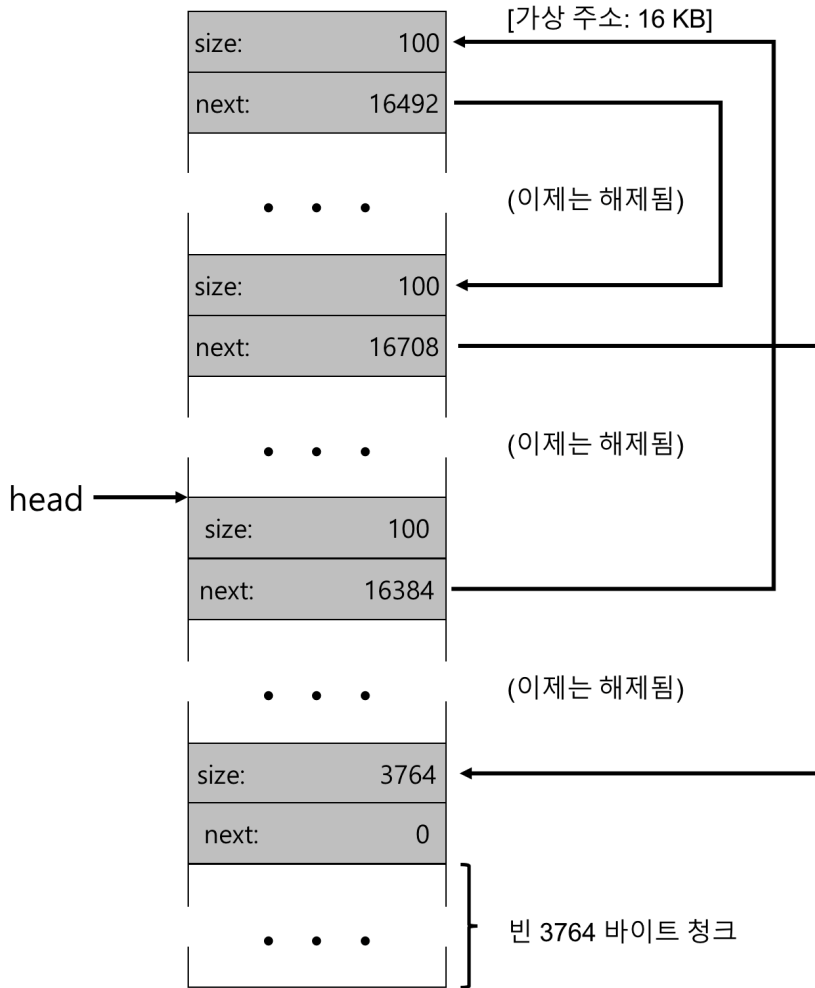 [가상 주소: 16 KB]
size: 100
next: 16492
(이제는 해제됨)
size: 100
next: 16708
(이제는 해제됨)
head
size: 100
next: 16384
(이제는 해제됨)
size: 3764
next: 0
빈 3764 바이트 청크